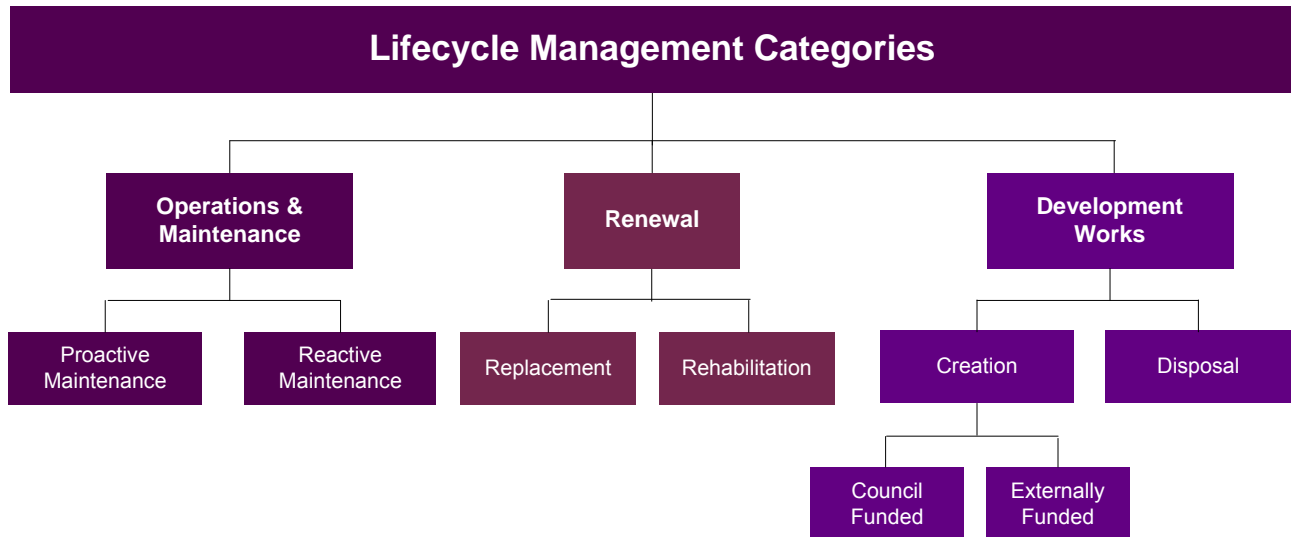 Lifecycle Management Categories
Operations &
Maintenance
Renewal
Development
Works
Proactive
Maintenance
Reactive
Maintenance
Replacement
Rehabilitation
Creation
Disposal
Council
Funded
Externally
Funded